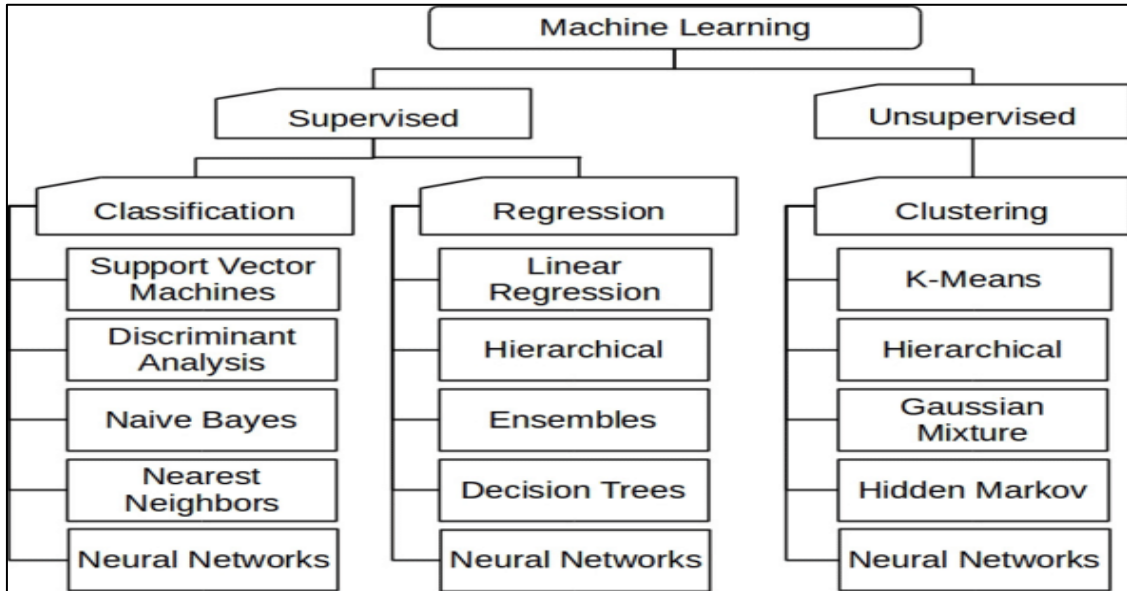 Machine Learning
Supervised
Unsupervised
Classification
Regression
Clustering
Support Vector
Machines
Linear
Regression
K-Means
Discriminant
Analysis
Hierarchical
Hierarchical
Naive Bayes
Ensembles
Gaussian
Mixture
Nearest
Neighbors
Decision Trees
Hidden Markov
Neural Networks
Neural Networks
Neural Networks